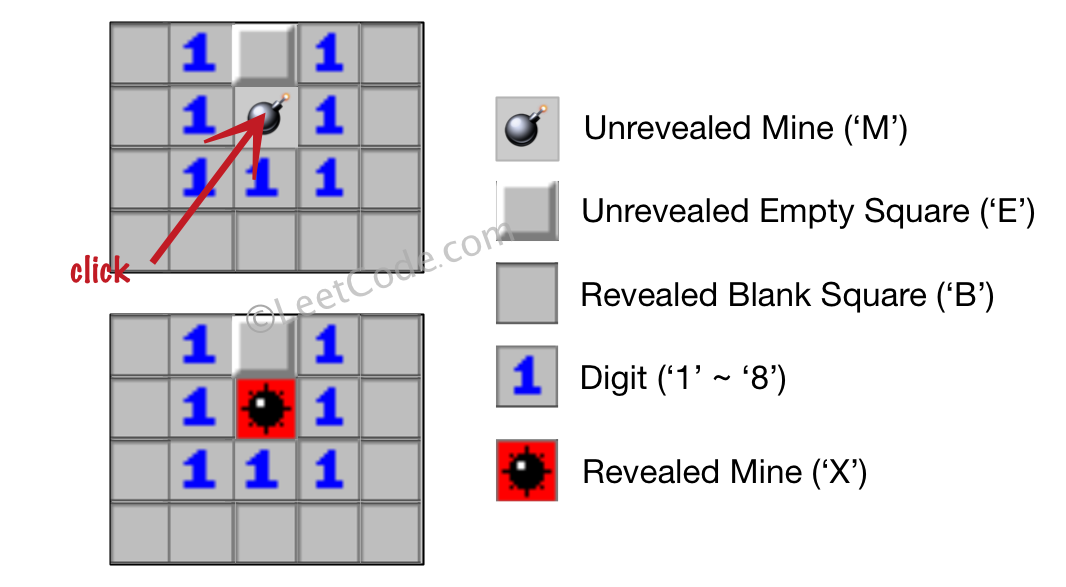 1 1
1 1
1 1 1
click
1 1
1 1
1 1 1
©LeetCode.com
Unrevealed Mine (‘M’)
Unrevealed Empty Square (‘E’)
Revealed Blank Square (‘B’)
1 Digit (‘1’ ~ ‘8’)
Revealed Mine (‘X’)